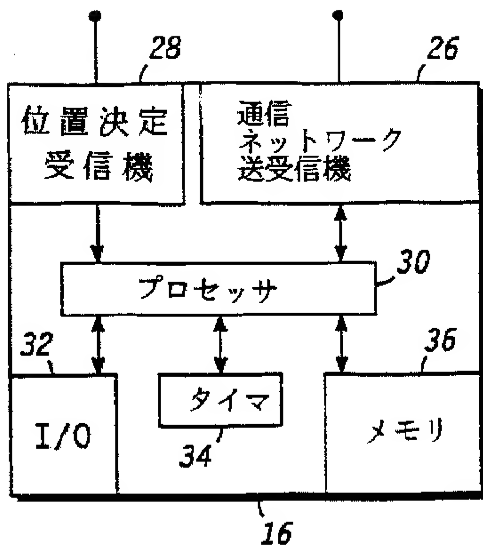 28
26
位置決定
受信機
通信
ネットワーク
送受信機
30
プロセッサ
32
36
I/O
タイマ
34
メモリ
16